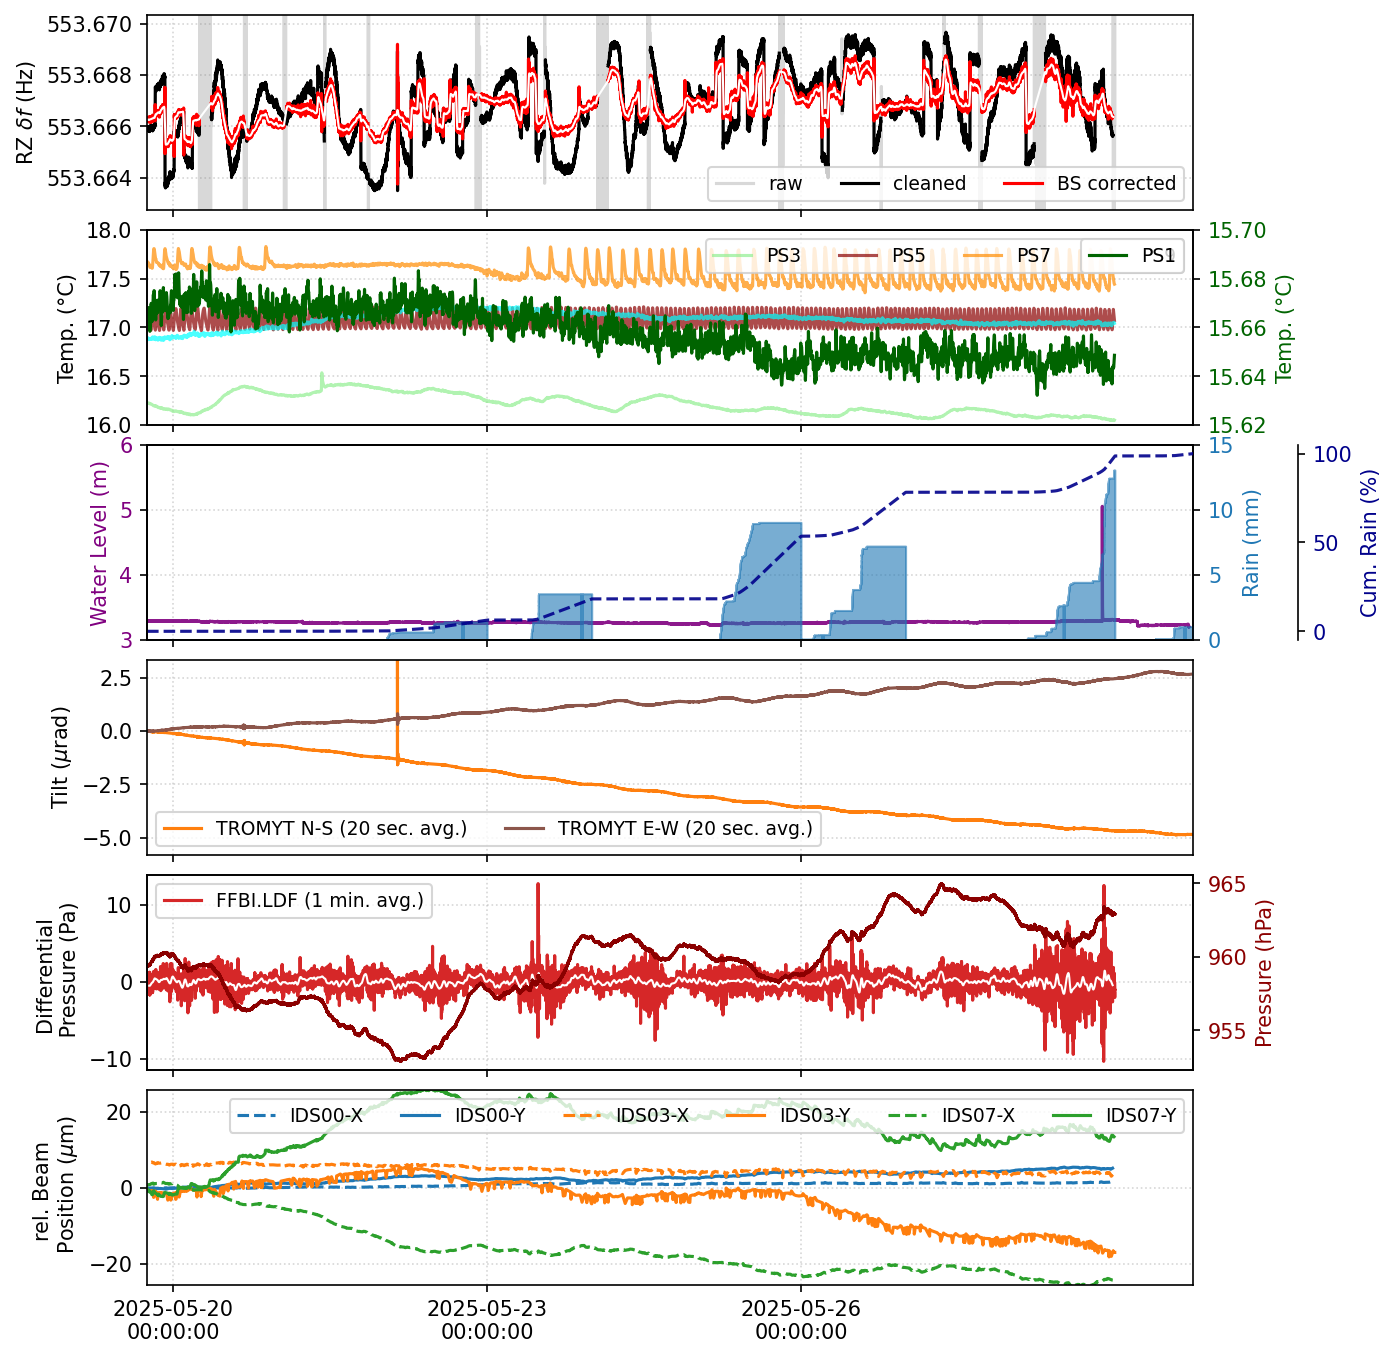 553.670
553.668
553.666
553.664
RZ δf (Hz)
raw
cleaned
BS corrected
18.0
17.5
17.0
16.5
16.0
Temp. (°C)
PS3
PS5
PS7
PS1
15.70
15.68
15.66
15.64
15.62
Temp. (°C)
6
5
4
3
Water Level (m)
15
10
5
0
Rain (mm)
100
50
0
Cum. Rain (%)
2.5
0.0
−2.5
−5.0
Tilt (μrad)
TROMYT N-S (20 sec. avg.)
TROMYT E-W (20 sec. avg.)
10
0
−10
Differential
Pressure (Pa)
FFBI.LDF (1 min. avg.)
965
960
955
Pressure (hPa)
20
0
−20
rel. Beam
Position (μm)
IDS00-X
IDS00-Y
IDS03-X
IDS03-Y
IDS07-X
IDS07-Y
2025-05-20
00:00:00
2025-05-23
00:00:00
2025-05-26
00:00:00